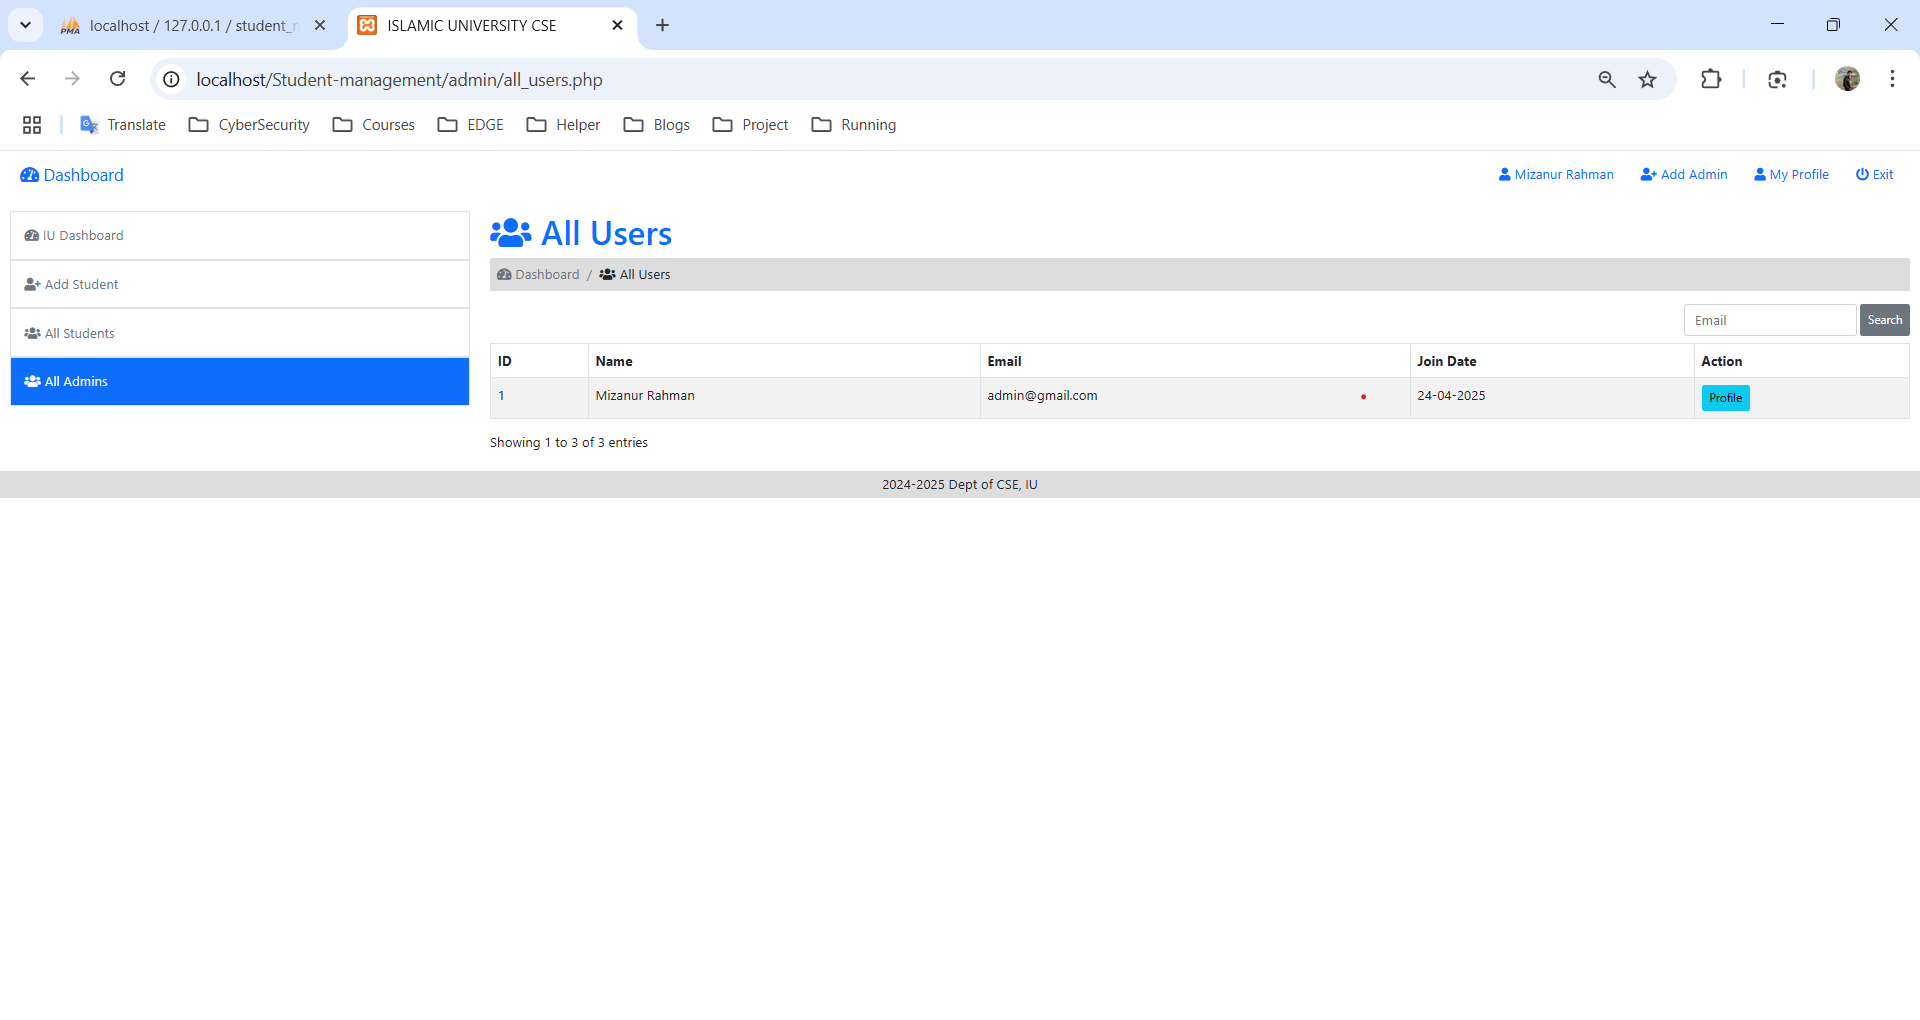 localhost / 127.0.0.1 / student_
ISLAMIC UNIVERSITY CSE
localhost/Student-management/admin/all_users.php
Translate CyberSecurity Courses EDGE Helper Blogs Project Running
Dashboard Mizanur Rahman Add Admin My Profile Exit
IU Dashboard
Add Student
All Students
All Admins
All Users
Dashboard / All Users
Email Search
ID Name Email Join Date Action
1 Mizanur Rahman admin@gmail.com 24-04-2025 Profile
Showing 1 to 3 of 3 entries
2024-2025 Dept of CSE, IU